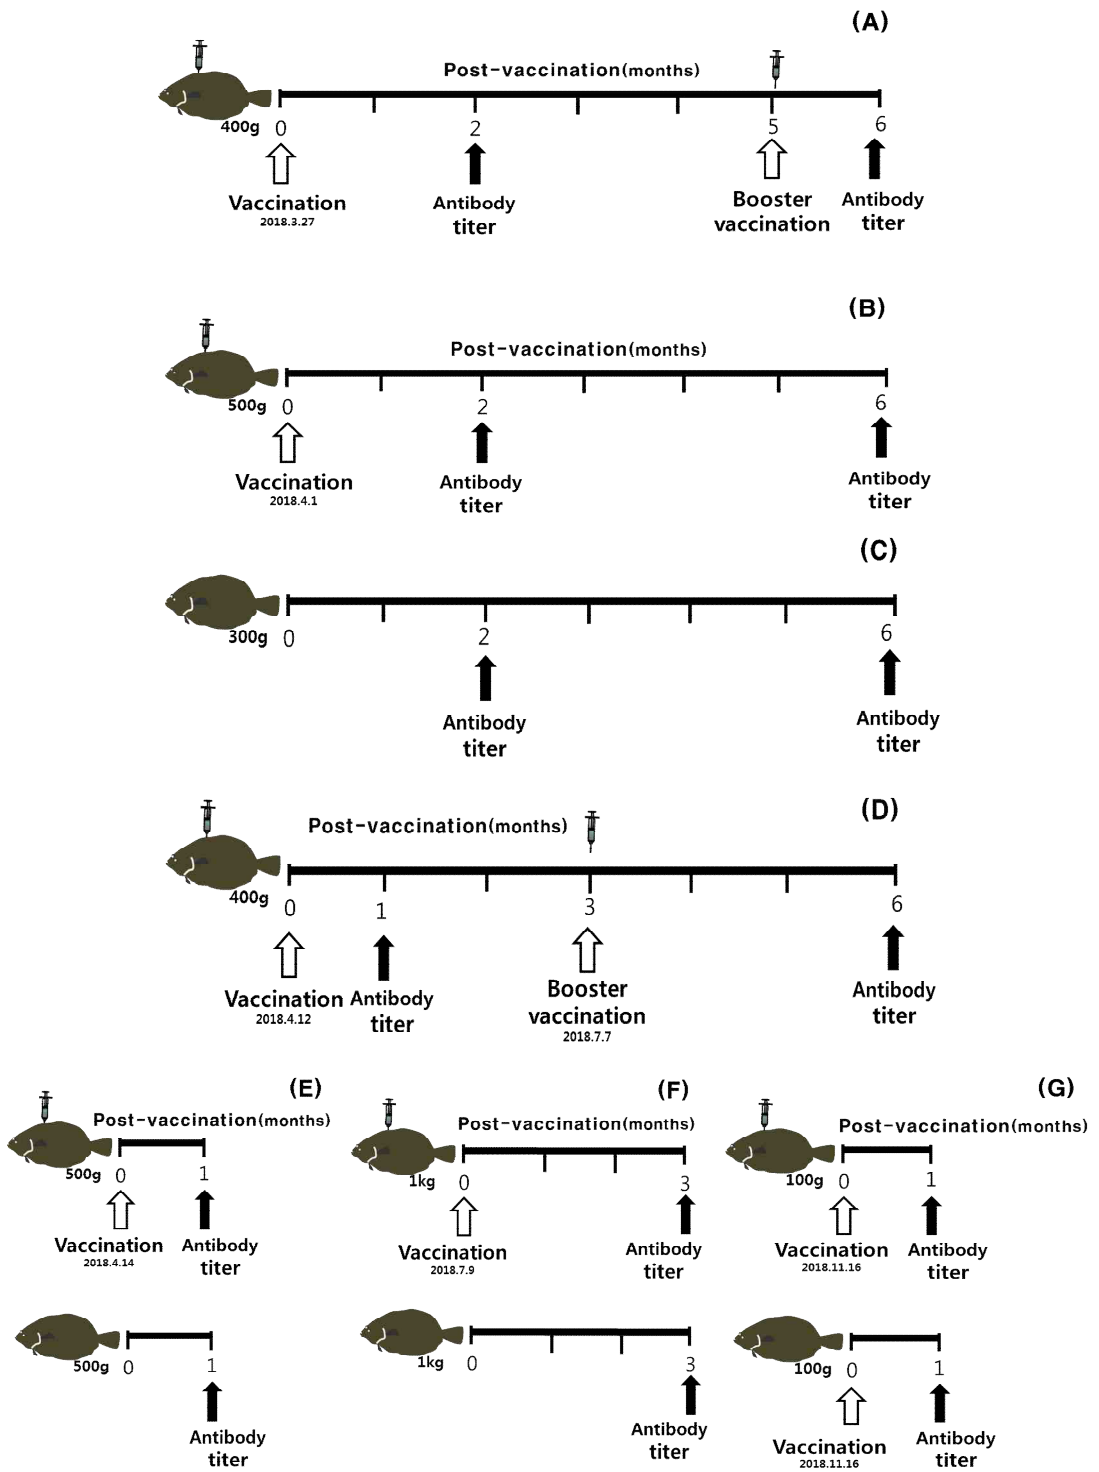 (A)
Post-vaccination(months)
400g 0 2 5 6
Vaccination
2018.3.27
Antibody
titer
Booster
vaccination
Antibody
titer
(B)
Post-vaccination(months)
500g 0 2 6
Vaccination
2018.4.1
Antibody
titer
Antibody
titer
(C)
300g 0 2 6
Antibody
titer
Antibody
titer
(D)
Post-vaccination(months)
400g 0 1 3 6
Vaccination
2018.4.12
Antibody
titer
Booster
vaccination
2018.7.7
Antibody
titer
(E)
Post-vaccination(months)
500g 0 1
Vaccination
2018.4.14
Antibody
titer
500g 0 1
Antibody
titer
(F)
Post-vaccination(months)
1kg 0 3
Vaccination
2018.7.9
Antibody
titer
1kg 0 3
Antibody
titer
(G)
Post-vaccination(months)
100g 0 1
Vaccination
2018.11.16
Antibody
titer
100g 0 1
Vaccination
2018.11.16
Antibody
titer